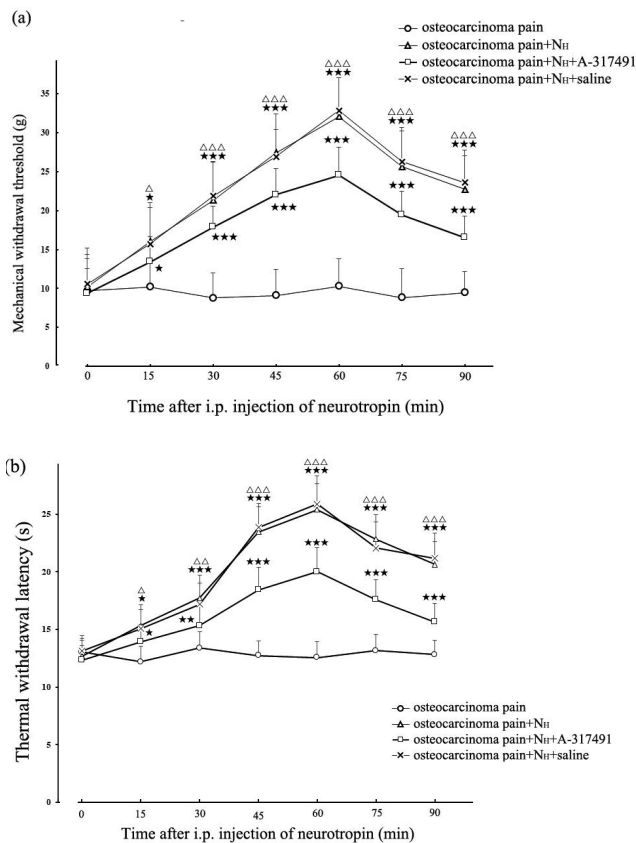 (a)
osteocarcinoma pain
osteocarcinoma pain+NH
osteocarcinoma pain+NH+A-317491
osteocarcinoma pain+NH+saline
Mechanical withdrawal threshold (g)
35
30
25
20
15
10
5
0
△ ★ ★
△△△ ★★★ ★★★
△△△ ★★★ ★★★
△△△ ★★★ ★★★
△△△ ★★★ ★★★
△△△ ★★★ ★★★
0 15 30 45 60 75 90
Time after i.p. injection of neurotropin (min)
(b)
Thermal withdrawal latency (s)
25
20
15
10
5
0
△ ★ ★
△△ ★★★ ★★
△△△ ★★★ ★★★
△△△ ★★★ ★★★
△△△ ★★★ ★★★
△△△ ★★★ ★★★
osteocarcinoma pain
osteocarcinoma pain+NH
osteocarcinoma pain+NH+A-317491
osteocarcinoma pain+NH+saline
0 15 30 45 60 75 90
Time after i.p. injection of neurotropin (min)